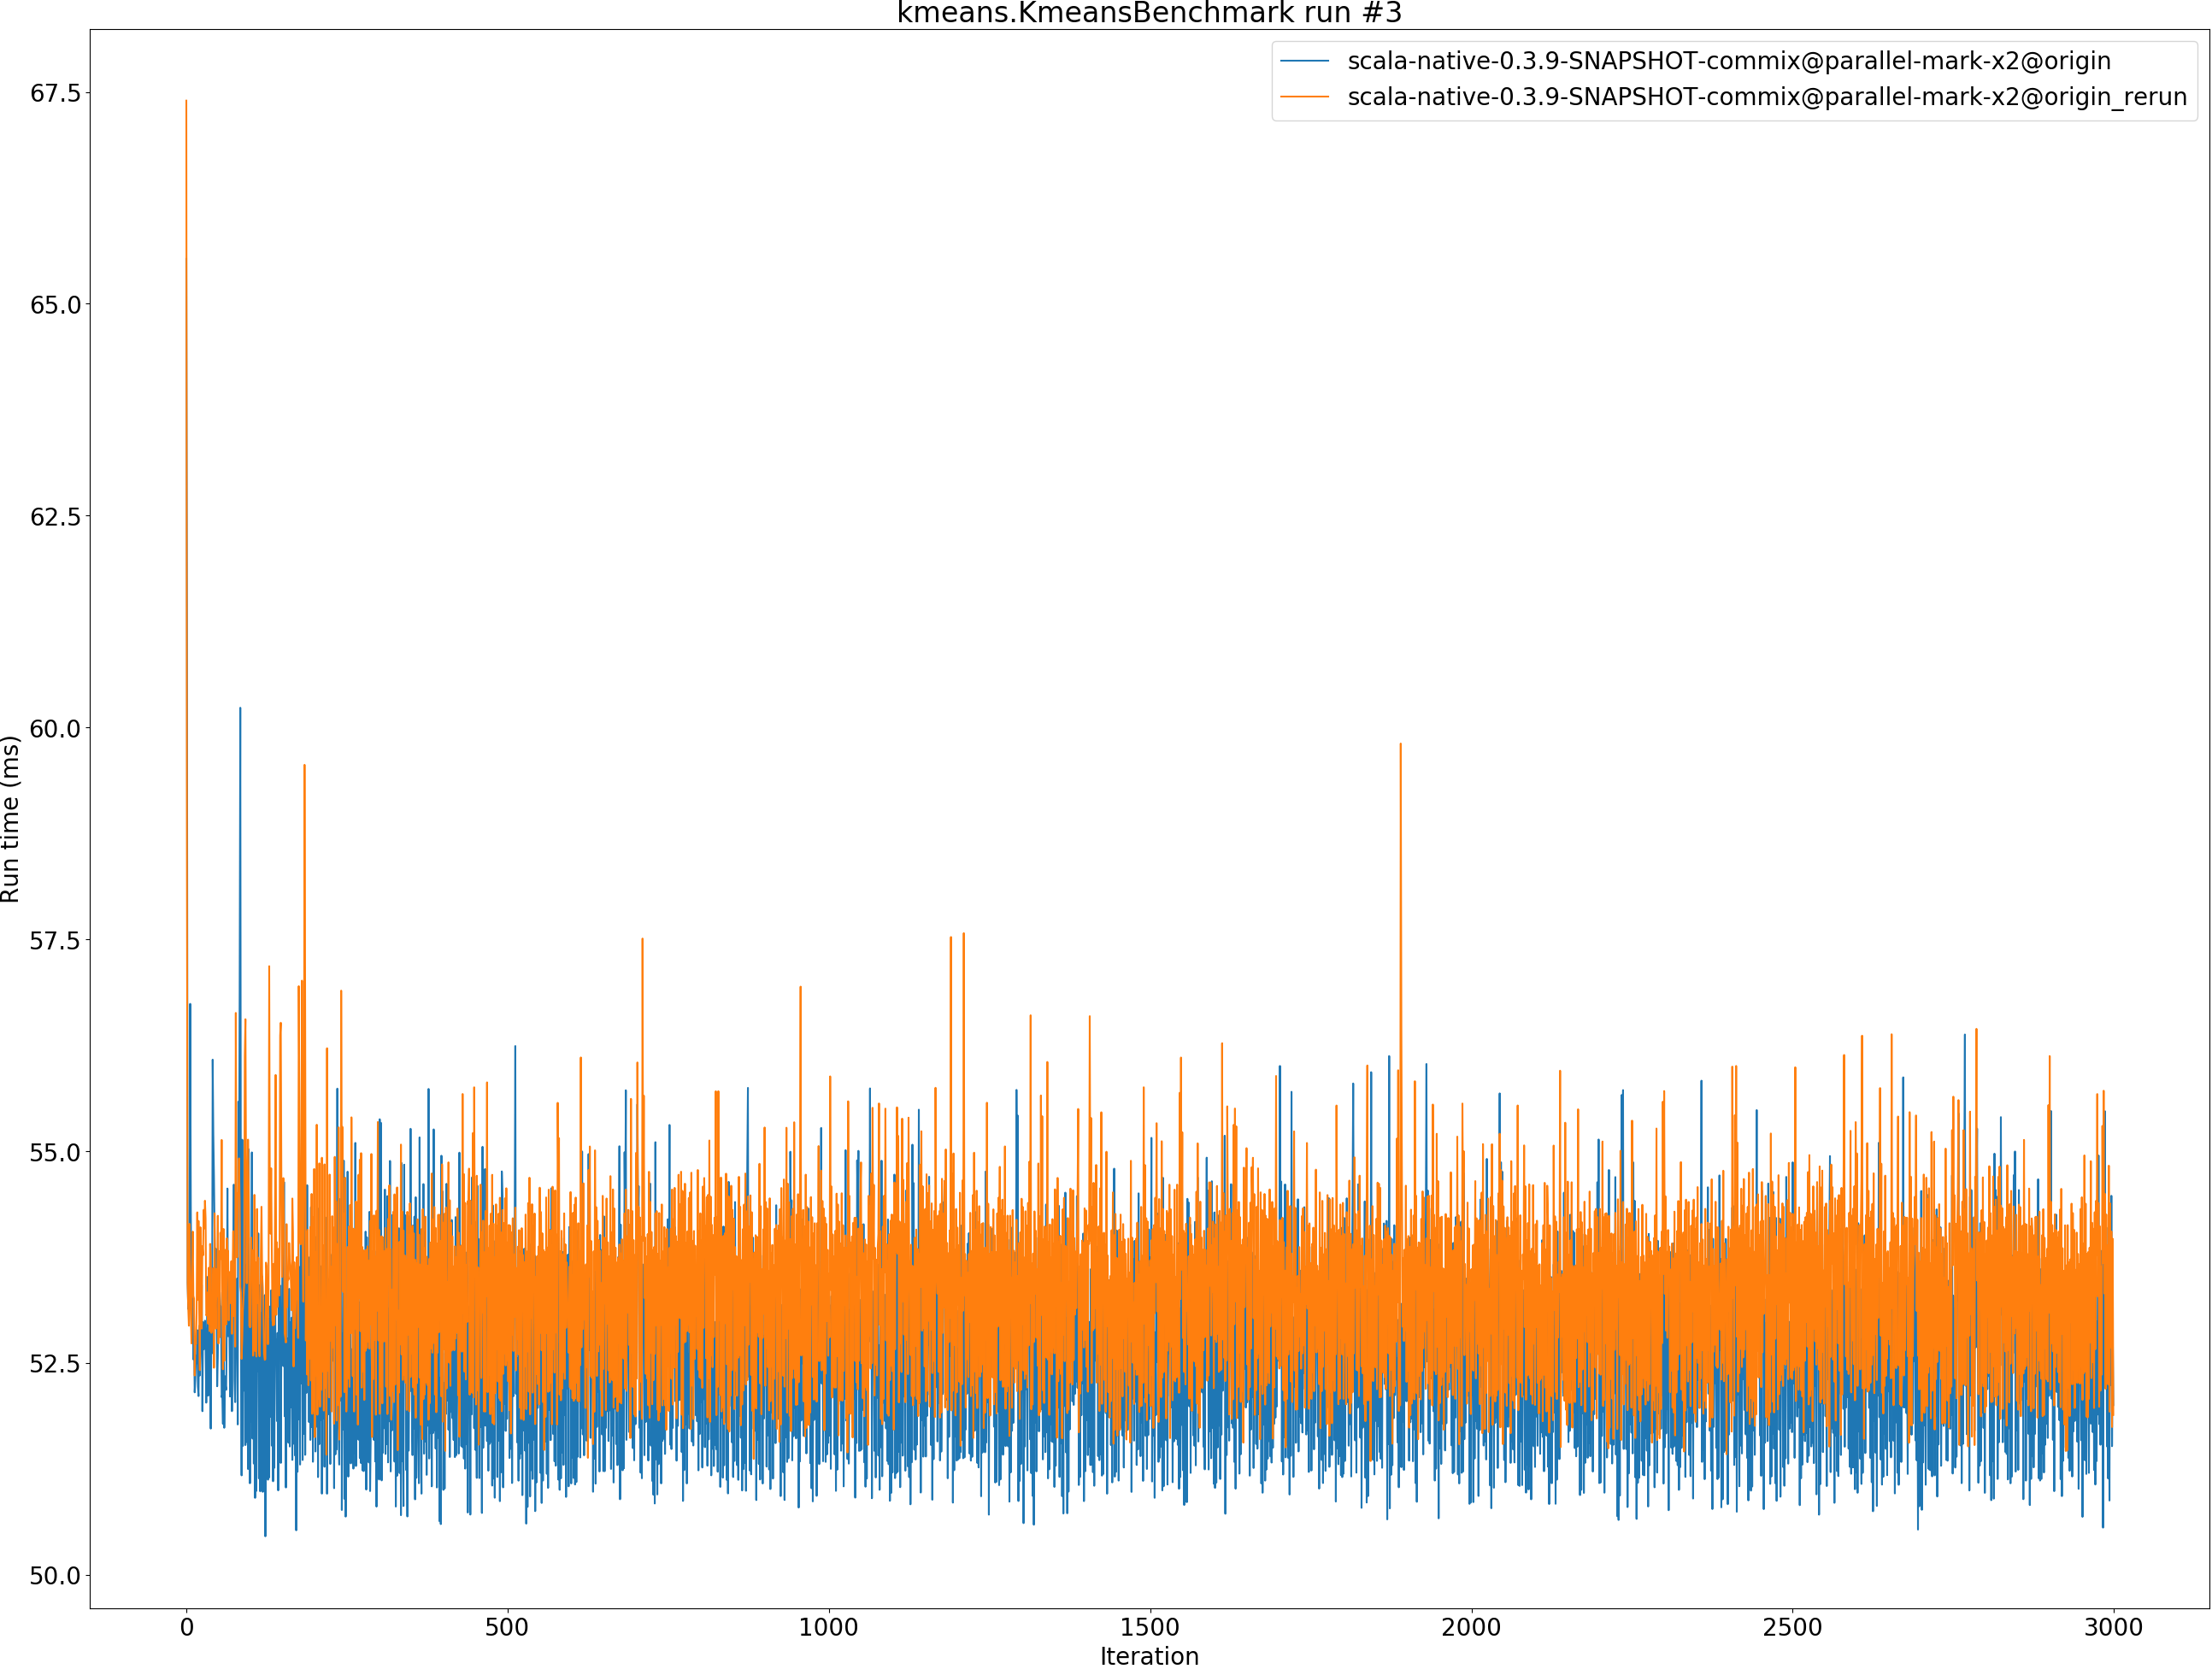 kmeans.KmeansBenchmark run #3
scala-native-0.3.9-SNAPSHOT-commix@parallel-mark-x2@origin
scala-native-0.3.9-SNAPSHOT-commix@parallel-mark-x2@origin_rerun
67.5
65.0
62.5
60.0
57.5
55.0
52.5
50.0
Run time (ms)
0 500 1000 1500 2000 2500 3000
Iteration